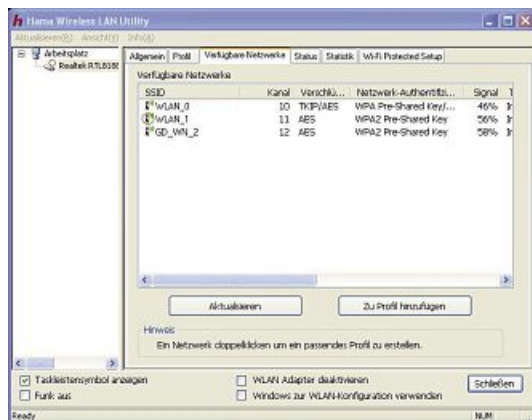 Hama Wireless LAN Utility
Aktualisieren(R) Ansicht(V) Info(A)
Arbeitsplatz
Realtek RTL8188
Allgemein Profil Verfügbare Netzwerke Status Statistik Wi-Fi Protected Setup
Verfügbare Netzwerke
SSID Kanal Verschlü... Netzwerk-Authentifizi... Signal
WLAN_0 10 TKIP/AES WPA Pre-Shared Key/... 46%
WLAN_1 11 AES WPA2 Pre-Shared Key 56%
GD_WN_2 12 AES WPA2 Pre-Shared Key 58%
Aktualisieren Zu Profil hinzufügen
Hinweis
Ein Netzwerk doppelklicken um ein passendes Profil zu erstellen.
Taskleistensymbol anzeigen WLAN Adapter deaktivieren Schließen
Funk aus Windows zur WLAN-Konfiguration verwenden
Ready NUM